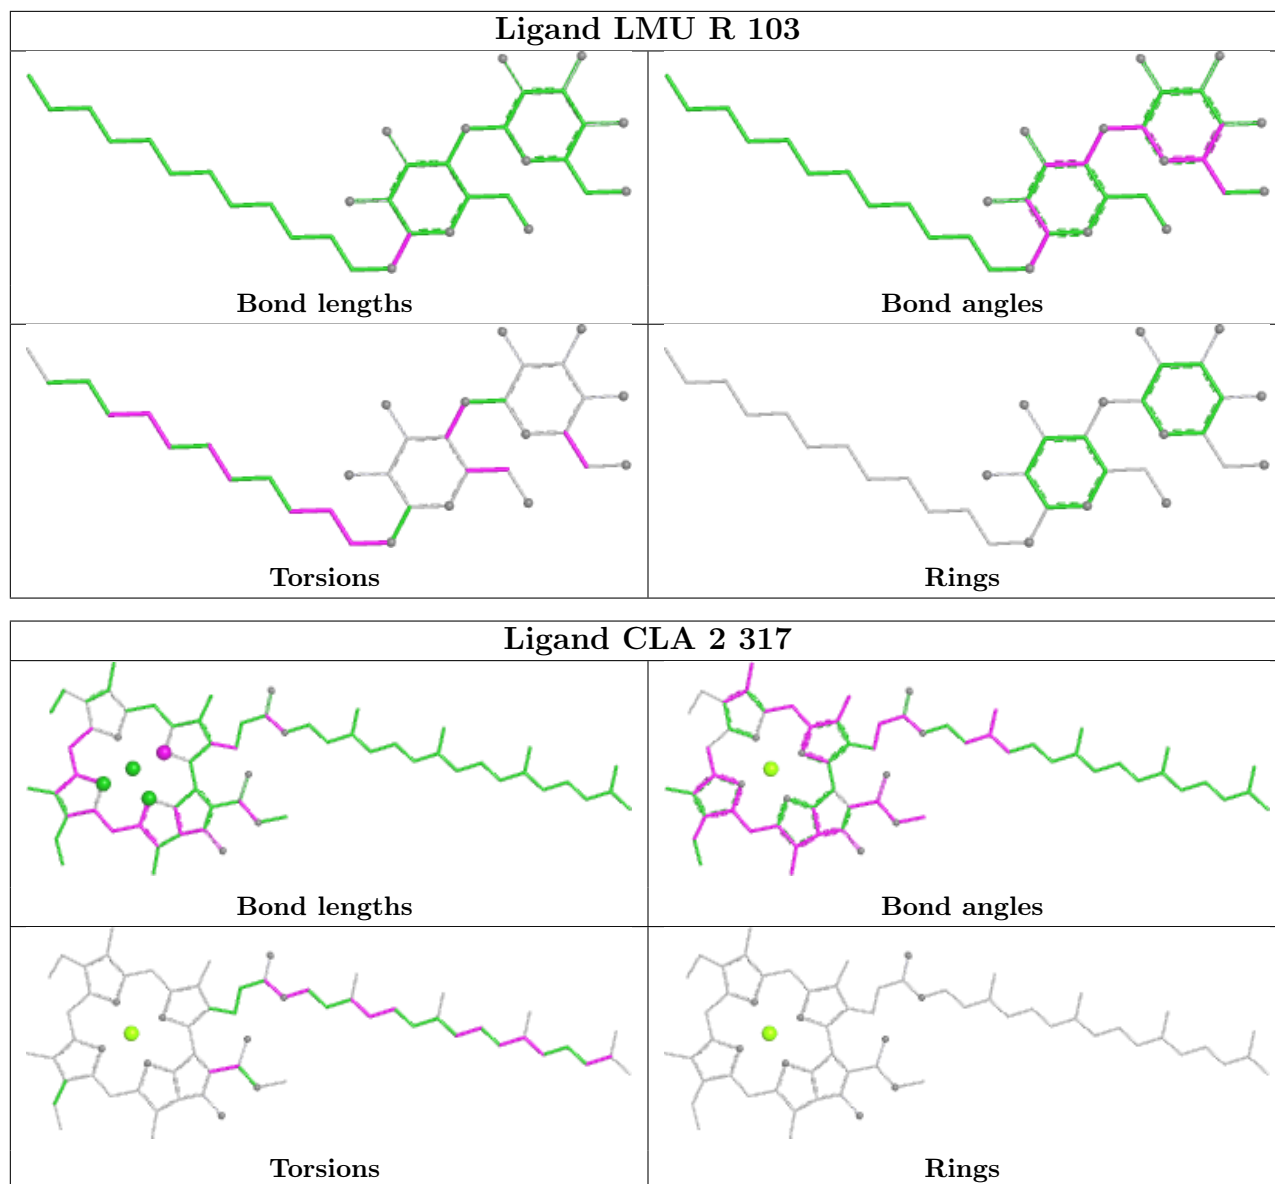 Ligand LMU R 103
Bond lengths
Bond angles
Torsions
Rings
Ligand CLA 2 317
Bond lengths
Bond angles
Torsions
Rings